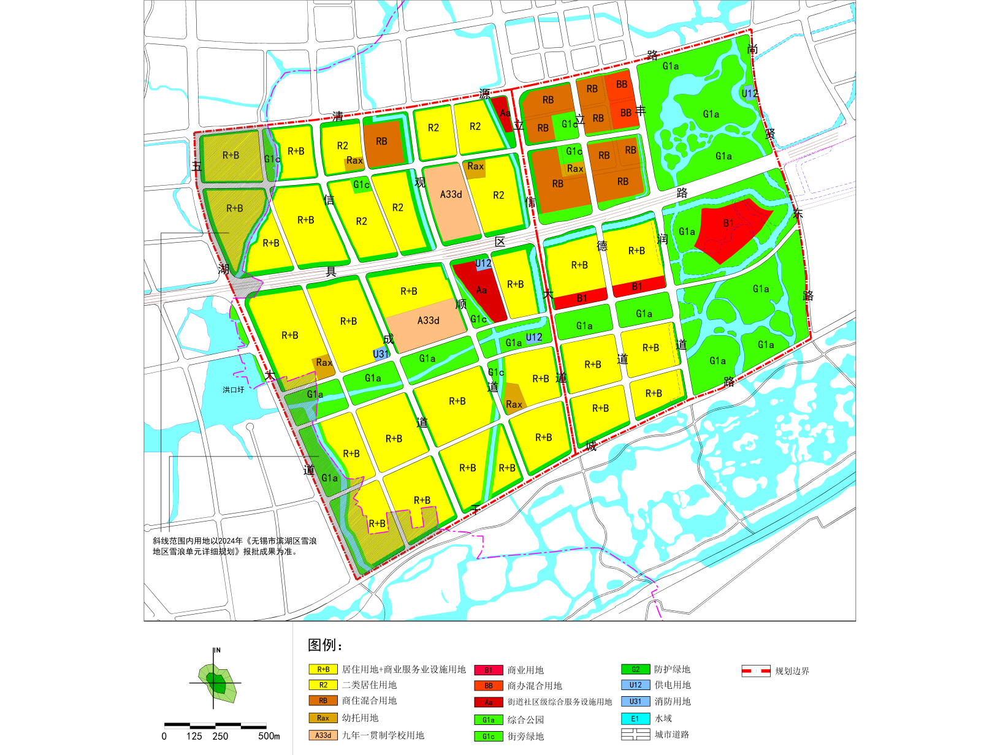 路
尚
G1a
BB
RB
源
RB
U12
Aa
RB
BB
丰
G1a
清
R2
R2
立
RB
G1c
立
RB
贤
R+B
G1c
R+B
R2
RB
G1c
RB
RB
G1a
五
Rax
Rax
Rax
观
G1c
RB
RB
R+B
信
R2
A33d
R2
信
路
东
R+B
R2
B1
G1a
R+B
区
德
润
R+B
湖
具
U12
R+B
R+B
R+B
Aa
R+B
大
B1
B1
G1a
路
R+B
顺
R+B
A33d
G1c
G1a
G1a
R+B
成
G1a
U12
R+B
道
G1a
U31
G1a
道
G1a
Rax
G1c
R+B
道
R+B
大
G1a
洪口圩
G1a
道
路
R+B
Rax
R+B
R+B
道
R+B
R+B
城
R+B
道
G1a
R+B
R+B
R+B
于
R+B
斜线范围内用地以2024年《无锡市滨湖区雪浪
地区雪浪单元详细规划》报批成果为准。
图例：
N
R+B 居住用地+商业服务业设施用地
R2 二类居住用地
RB 商住混合用地
Rax 幼托用地
A33d 九年一贯制学校用地
B1 商业用地
BB 商办混合用地
Aa 街道社区级综合服务设施用地
G1a 综合公园
G1c 街旁绿地
G2 防护绿地
U12 供电用地
U31 消防用地
E1 水域
城市道路
规划边界
0 125 250 500m